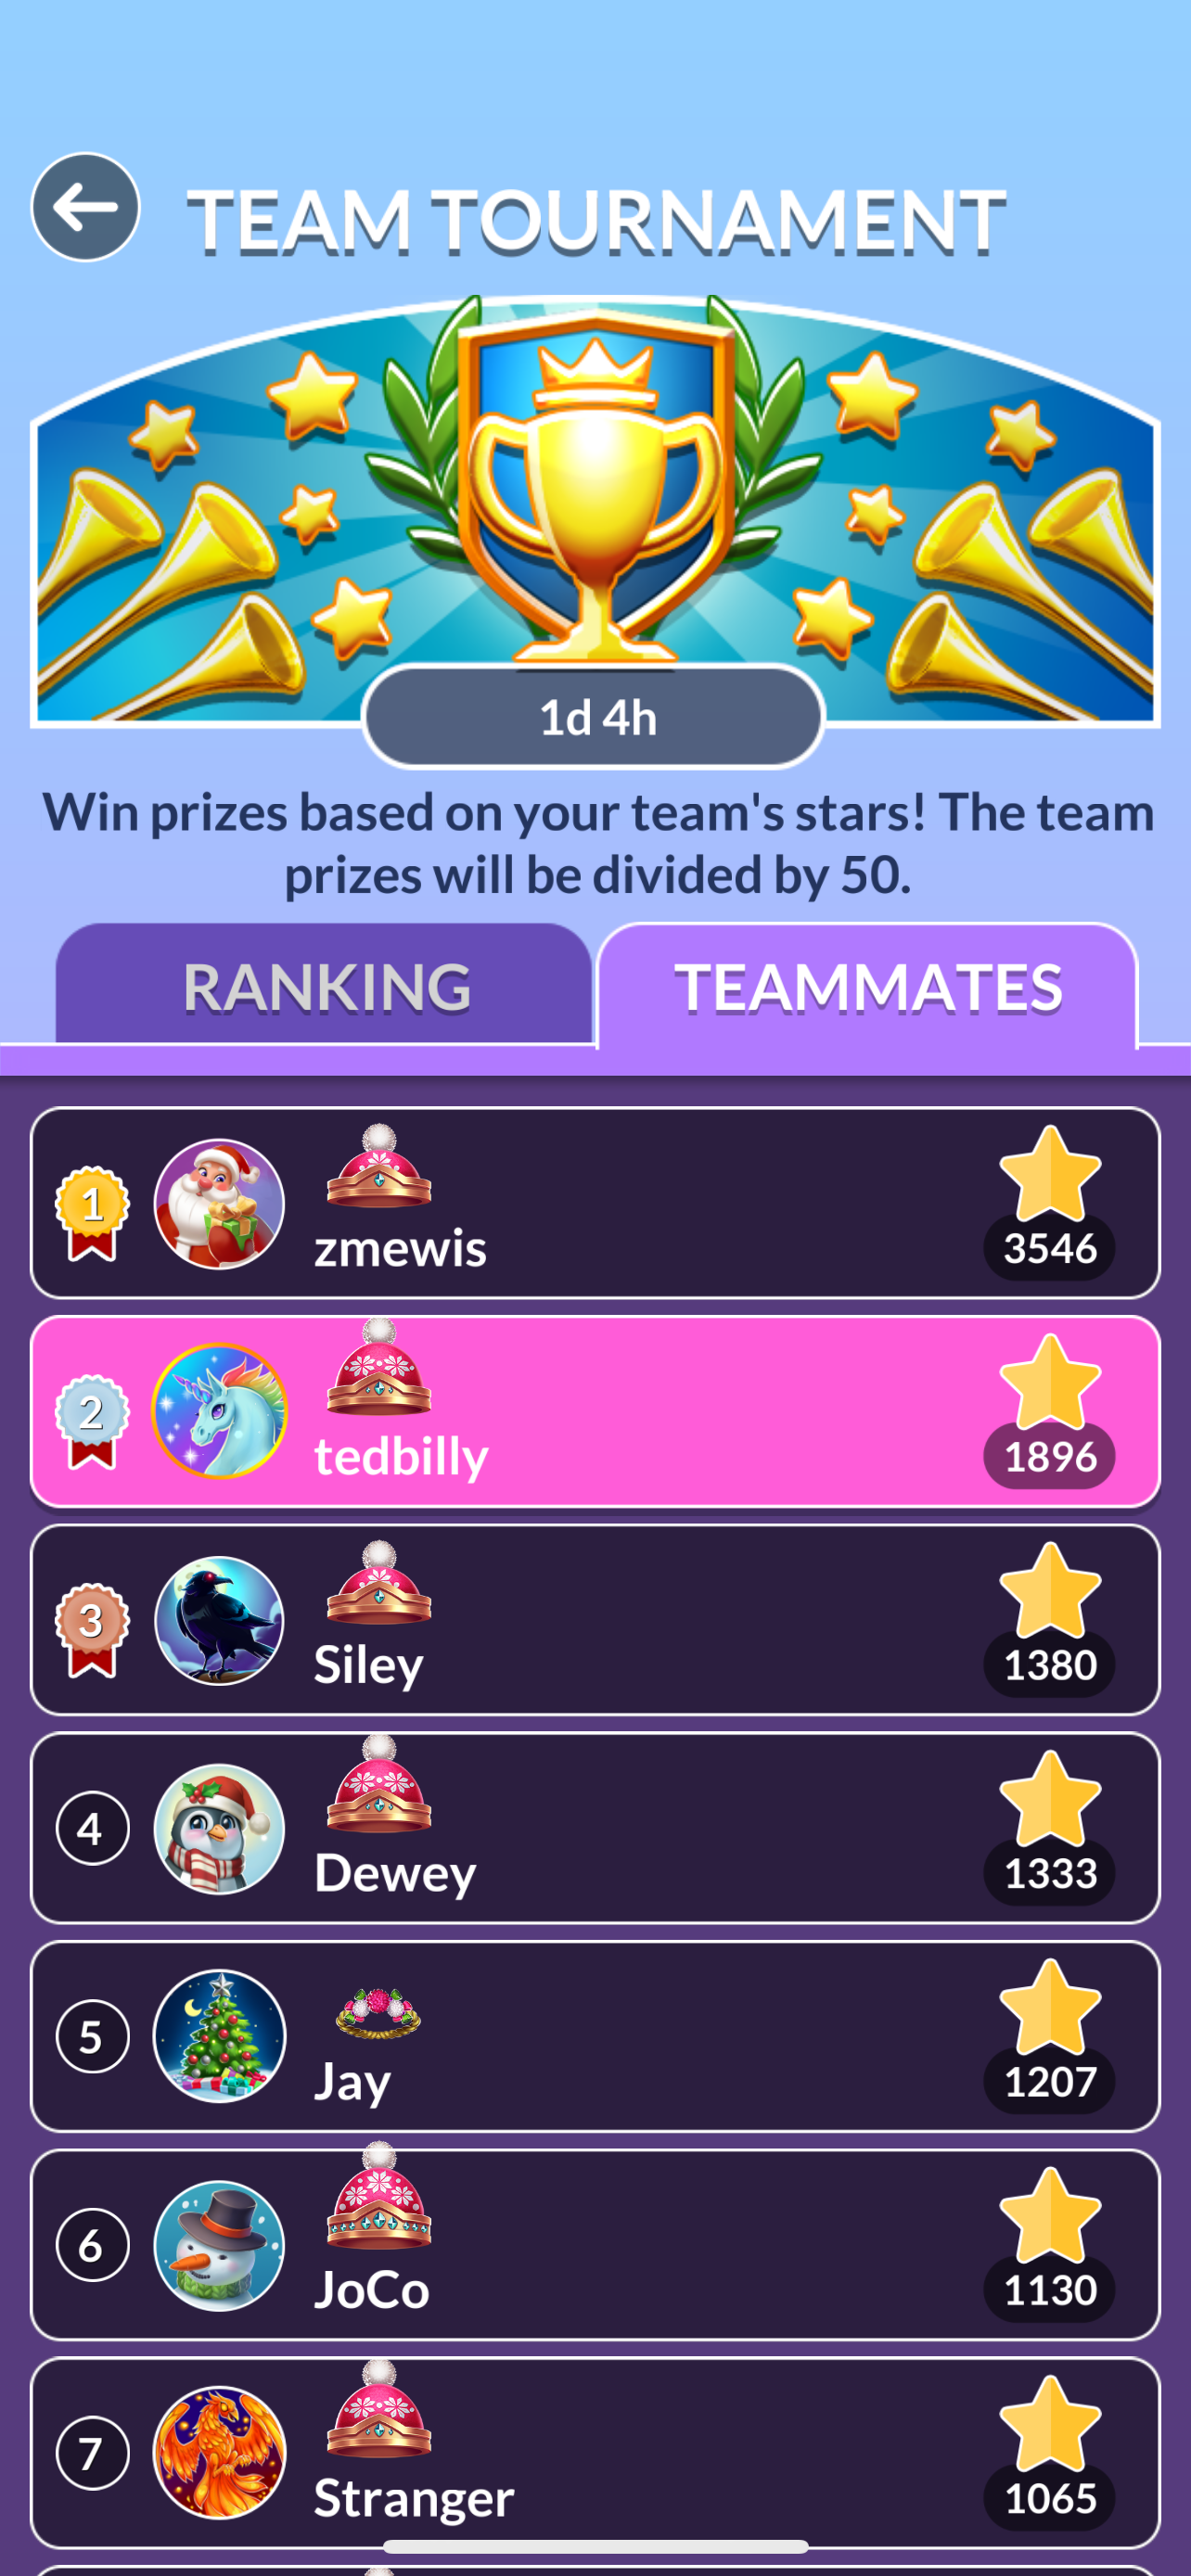 TEAM TOURNAMENT
1d 4h
Win prizes based on your team's stars! The team
prizes will be divided by 50.
RANKING
TEAMMATES
1
zmewis
3546
2
tedbilly
1896
3
Siley
1380
4
Dewey
1333
5
Jay
1207
6
JoCo
1130
7
Stranger
1065